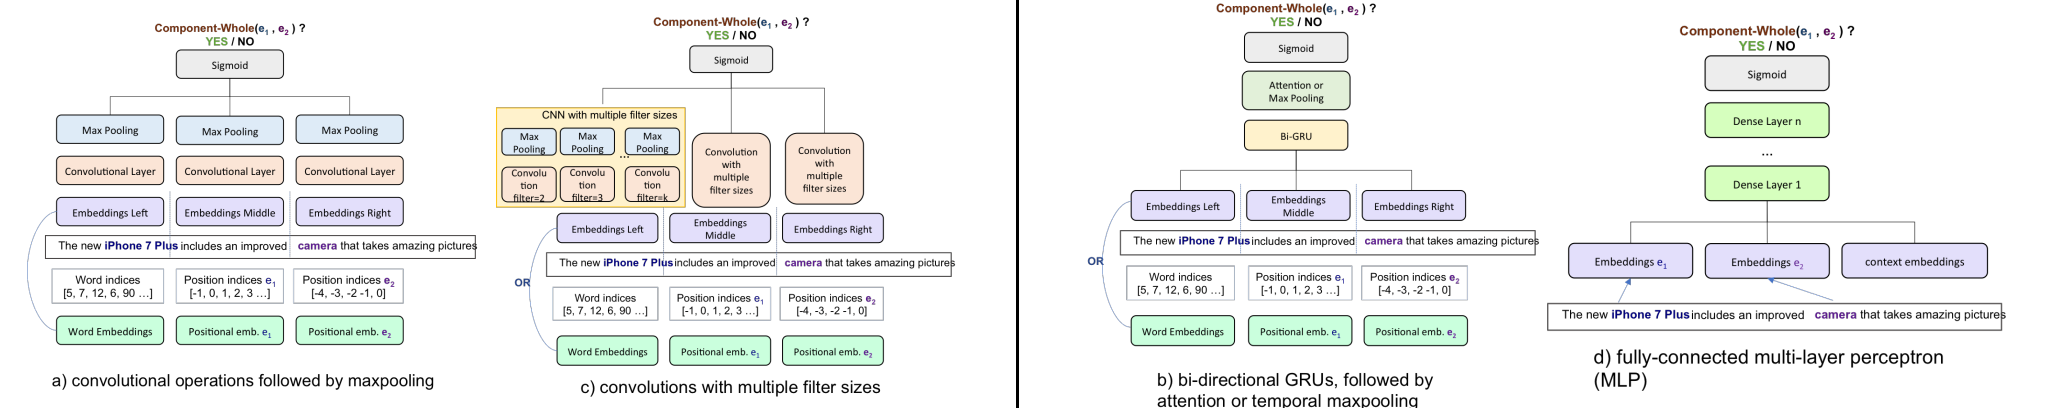 Component-Whole(e1 , e2 ) ?
YES / NO
Sigmoid
Max Pooling
Max Pooling
Max Pooling
Convolutional Layer
Convolutional Layer
Convolutional Layer
Embeddings Left
Embeddings Middle
Embeddings Right
The new iPhone 7 Plus includes an improved camera that takes amazing pictures
Word indices
[5, 7, 12, 6, 90 ...]
Position indices e1
[-1, 0, 1, 2, 3 ...]
Position indices e2
[-4, -3, -2 -1, 0]
Word Embeddings
Positional emb. e1
Positional emb. e2
a) convolutional operations followed by maxpooling
Component-Whole(e1 , e2 ) ?
YES / NO
Sigmoid
CNN with multiple filter sizes
Max
Pooling
Max
Pooling
...
Max
Pooling
Convolu
tion
filter=2
Convolu
tion
filter=3
Convolu
tion
filter=k
Convolution
with
multiple
filter sizes
Convolution
with
multiple
filter sizes
Embeddings Left
Embeddings
Middle
Embeddings Right
The new iPhone 7 Plus includes an improved camera that takes amazing pictures
OR
Word indices
[5, 7, 12, 6, 90 ...]
Position indices e1
[-1, 0, 1, 2, 3 ...]
Position indices e2
[-4, -3, -2 -1, 0]
Word Embeddings
Positional emb. e1
Positional emb. e2
c) convolutions with multiple filter sizes
Component-Whole(e1 , e2 ) ?
YES / NO
Sigmoid
Attention or
Max Pooling
Bi-GRU
Embeddings Left
Embeddings
Middle
Embeddings Right
The new iPhone 7 Plus includes an improved camera that takes amazing pictures
OR
Word indices
[5, 7, 12, 6, 90 ...]
Position indices e1
[-1, 0, 1, 2, 3 ...]
Position indices e2
[-4, -3, -2 -1, 0]
Word Embeddings
Positional emb. e1
Positional emb. e2
b) bi-directional GRUs, followed by
attention or temporal maxpooling
Component-Whole(e1 , e2 ) ?
YES / NO
Sigmoid
Dense Layer n
...
Dense Layer 1
Embeddings e1
Embeddings e2
context embeddings
The new iPhone 7 Plus includes an improved camera that takes amazing pictures
d) fully-connected multi-layer perceptron
(MLP)